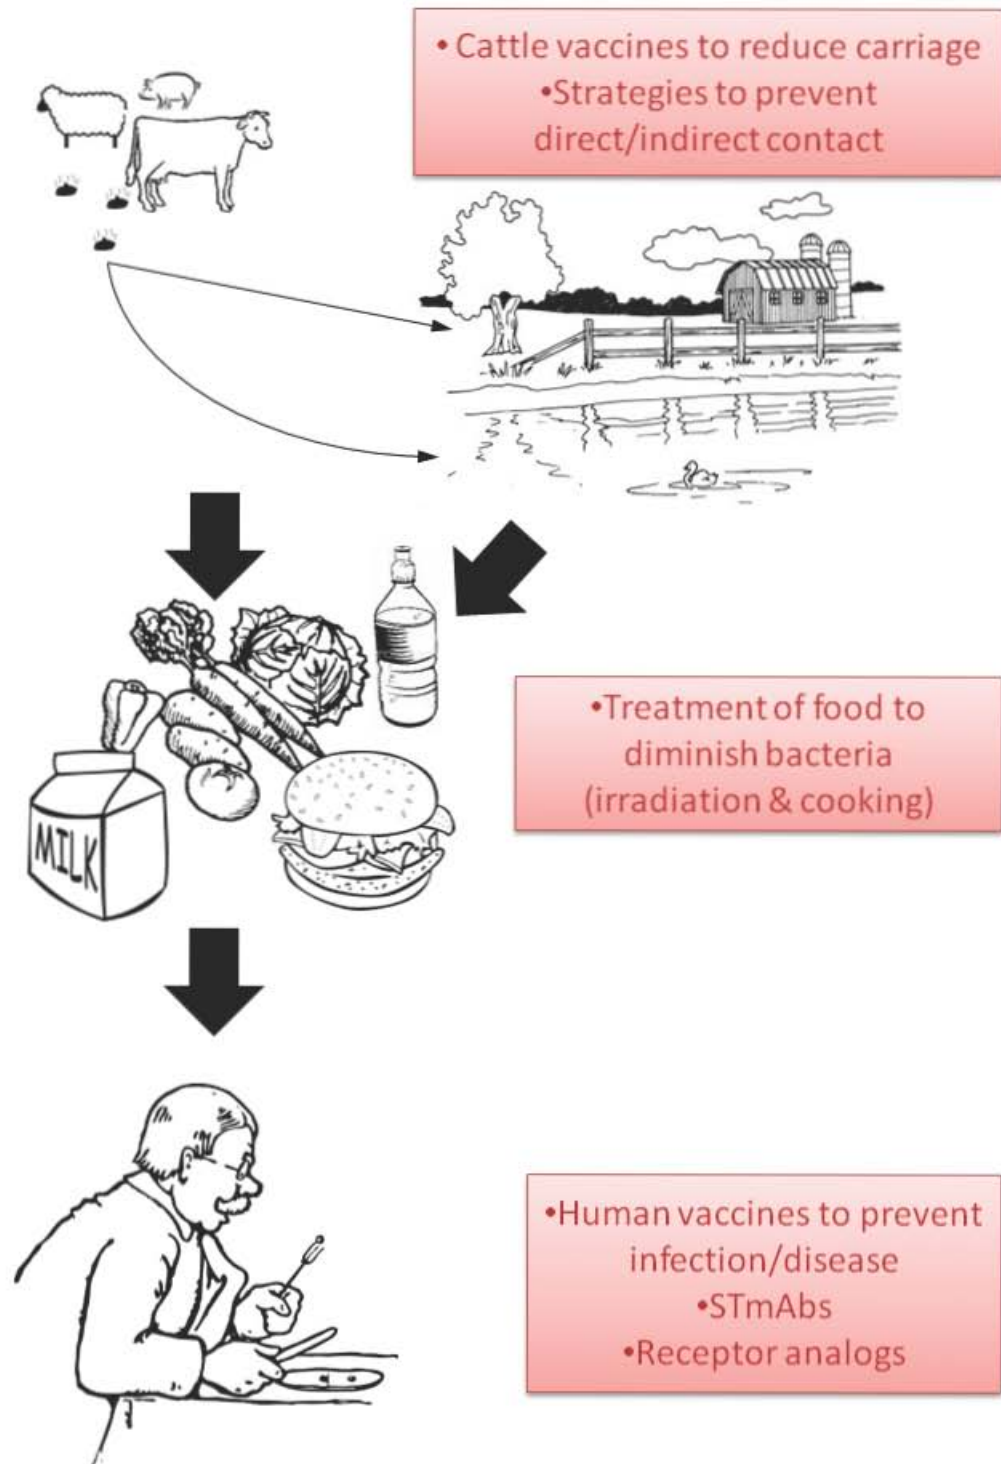 • Cattle vaccines to reduce carriage
•Strategies to prevent
direct/indirect contact
MILK
•Treatment of food to
diminish bacteria
(irradiation & cooking)
•Human vaccines to prevent
infection/disease
•STmAbs
•Receptor analogs